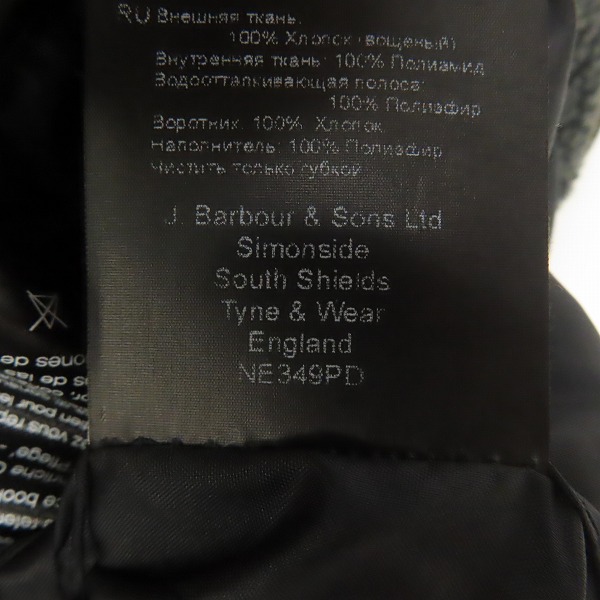 RU Внешняя ткань:
100% Хлопок (вощеный)
Внутренняя ткань: 100% Полиамид
Водоотталкивающая полоса:
100% Полиэфир
Воротник: 100% Хлопок
Наполнитель: 100% Полиэфир
Чистить только губкой
J. Barbour & Sons Ltd
Simonside
South Shields
Tyne & Wear
England
NE349PD